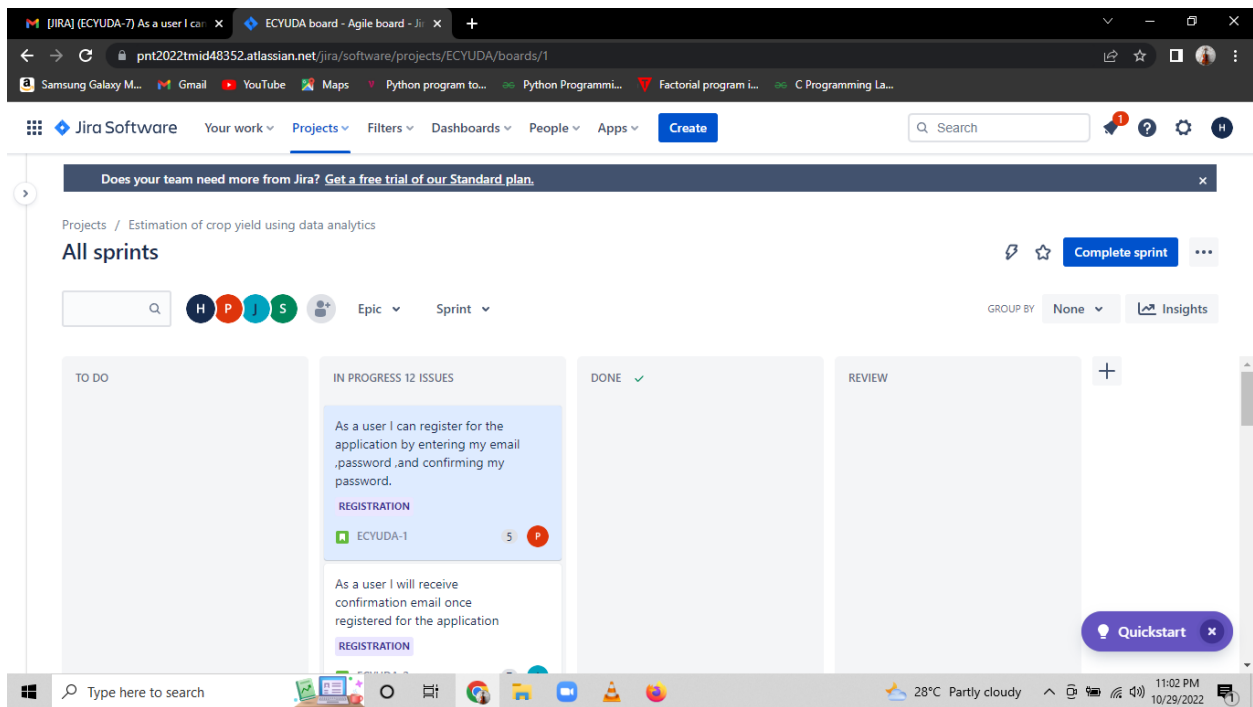 [JIRA] (ECYUDA-7) As a user I can
ECYUDA board - Agile board - Jir
pnt2022tmid48352.atlassian.net/jira/software/projects/ECYUDA/boards/1
Samsung Galaxy M... Gmail YouTube Maps Python program to... Python Programmi... Factorial program i... C Programming La...
Jira Software Your work Projects Filters Dashboards People Apps Create Search 1 H
Does your team need more from Jira? Get a free trial of our Standard plan.
Projects / Estimation of crop yield using data analytics
All sprints
Complete sprint
H P J S Epic Sprint GROUP BY None Insights
TO DO IN PROGRESS 12 ISSUES DONE REVIEW
As a user I can register for the
application by entering my email
,password ,and confirming my
password.
REGISTRATION
ECYUDA-1 5 P
As a user I will receive
confirmation email once
registered for the application
REGISTRATION
Quickstart
Type here to search 28°C Partly cloudy 11:02 PM
10/29/2022 1